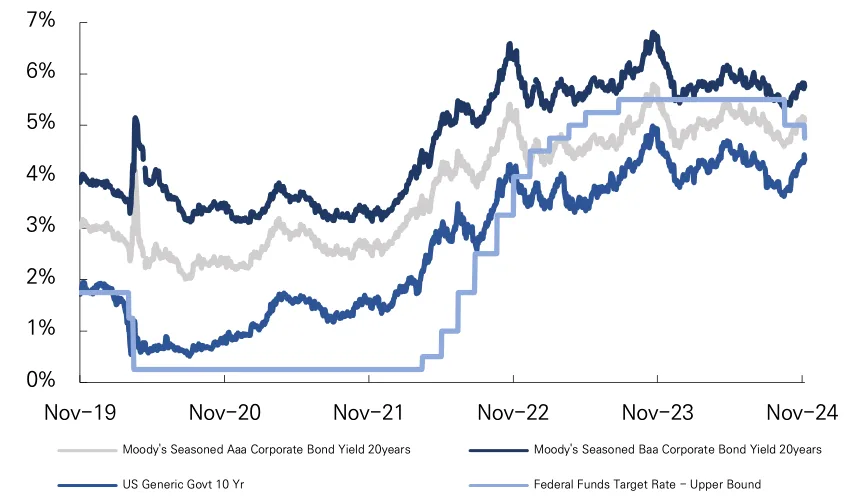 7%
6%
5%
4%
3%
2%
1%
0%
Nov-19 Nov-20 Nov-21 Nov-22 Nov-23 Nov-24
Moody's Seasoned Aaa Corporate Bond Yield 20years Moody's Seasoned Baa Corporate Bond Yield 20years
US Generic Govt 10 Yr Federal Funds Target Rate - Upper Bound